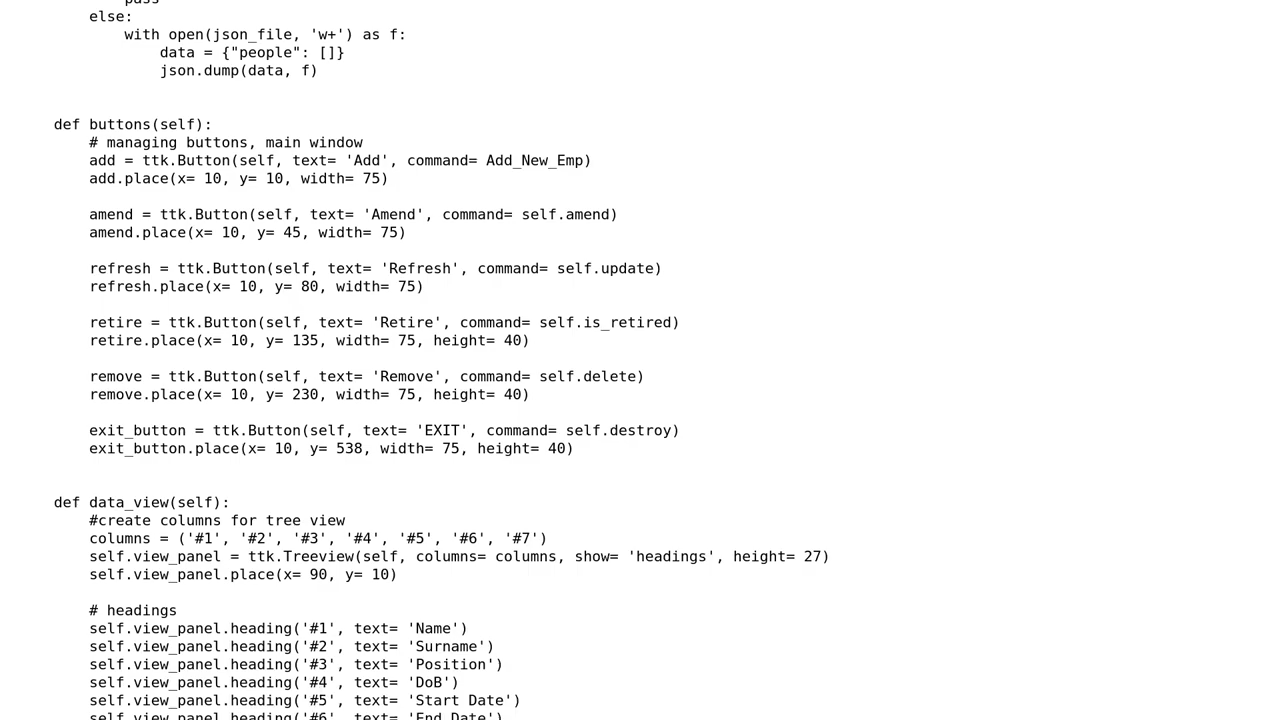 pass
    else:
        with open(json_file, 'w+') as f:
            data = {"people": []}
            json.dump(data, f)


def buttons(self):
    # managing buttons, main window
    add = ttk.Button(self, text= 'Add', command= Add_New_Emp)
    add.place(x= 10, y= 10, width= 75)

    amend = ttk.Button(self, text= 'Amend', command= self.amend)
    amend.place(x= 10, y= 45, width= 75)

    refresh = ttk.Button(self, text= 'Refresh', command= self.update)
    refresh.place(x= 10, y= 80, width= 75)

    retire = ttk.Button(self, text= 'Retire', command= self.is_retired)
    retire.place(x= 10, y= 135, width= 75, height= 40)

    remove = ttk.Button(self, text= 'Remove', command= self.delete)
    remove.place(x= 10, y= 230, width= 75, height= 40)

    exit_button = ttk.Button(self, text= 'EXIT', command= self.destroy)
    exit_button.place(x= 10, y= 538, width= 75, height= 40)


def data_view(self):
    #create columns for tree view
    columns = ('#1', '#2', '#3', '#4', '#5', '#6', '#7')
    self.view_panel = ttk.Treeview(self, columns= columns, show= 'headings', height= 27)
    self.view_panel.place(x= 90, y= 10)

    # headings
    self.view_panel.heading('#1', text= 'Name')
    self.view_panel.heading('#2', text= 'Surname')
    self.view_panel.heading('#3', text= 'Position')
    self.view_panel.heading('#4', text= 'DoB')
    self.view_panel.heading('#5', text= 'Start Date')
    self.view_panel.heading('#6', text= 'End Date')